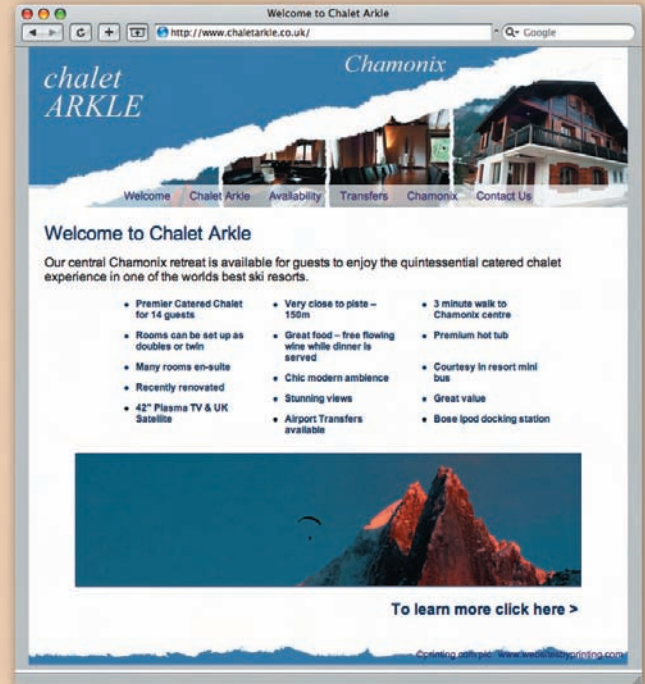 Welcome to Chalet Arkle
http://www.chaletarkle.co.uk/
Google
chalet
ARKLE
Chamonix
Welcome Chalet Arkle Availability Transfers Chamonix Contact Us
Welcome to Chalet Arkle
Our central Chamonix retreat is available for guests to enjoy the quintessential catered chalet
experience in one of the worlds best ski resorts.
• Premier Catered Chalet
for 14 guests
• Rooms can be set up as
doubles or twin
• Many rooms en-suite
• Recently renovated
• 42" Plasma TV & UK
Satellite
• Very close to piste –
150m
• Great food – free flowing
wine while dinner is
served
• Chic modern ambience
• Stunning views
• Airport Transfers
available
• 3 minute walk to
Chamonix centre
• Premium hot tub
• Courtesy in resort mini
bus
• Great value
• Bose ipod docking station
To learn more click here >
©printing.com plc www.websitesbyprinting.com